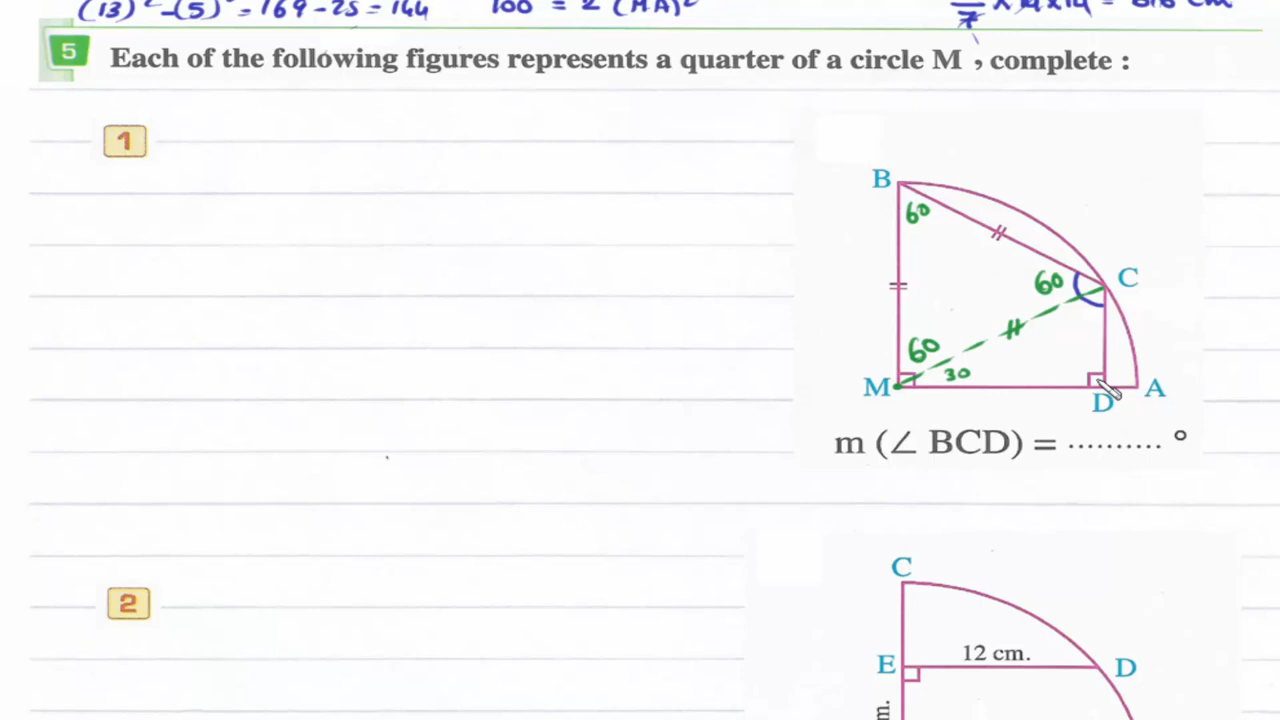 (13)² - (5)² = 169 - 25 = 144
100 = 2 (MA)²
5
Each of the following figures represents a quarter of a circle M , complete :
1
B
60
60
C
60
30
M
D
A
m (∠ BCD) = .......... °
2
C
12 cm.
E
D
m.